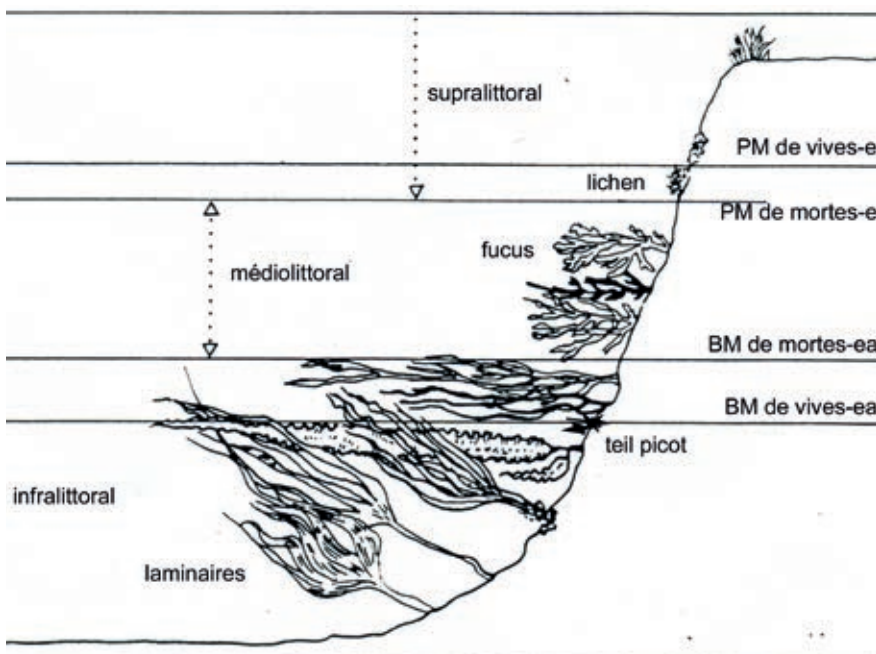 supralittoral
PM de vives-e
lichen
PM de mortes-e
fucus
médiolittoral
BM de mortes-ea
BM de vives-ea
teil picot
infralittoral
laminaires